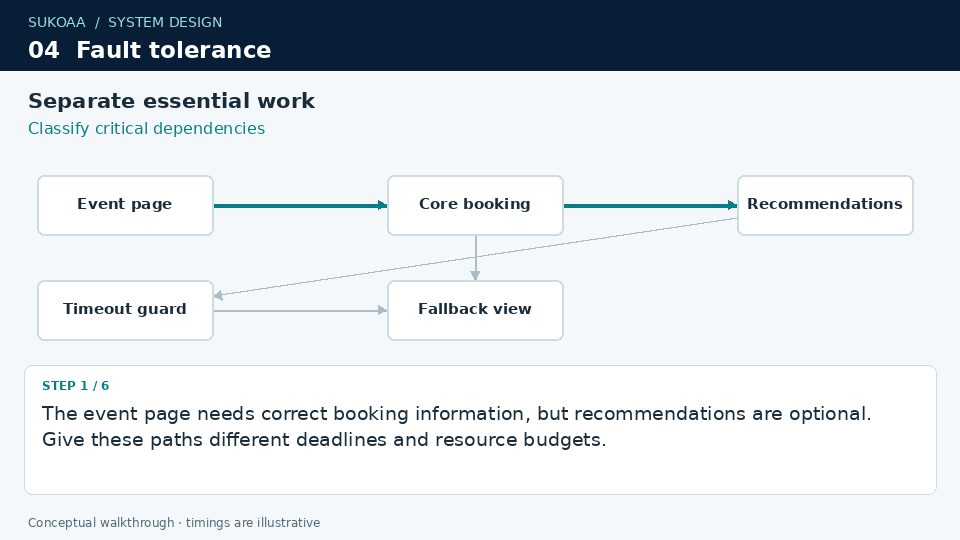 SUKOAA / SYSTEM DESIGN
04 Fault tolerance
Separate essential work
Classify critical dependencies
Event page
Core booking
Recommendations
Timeout guard
Fallback view
STEP 1 / 6
The event page needs correct booking information, but recommendations are optional.
Give these paths different deadlines and resource budgets.
Conceptual walkthrough · timings are illustrative